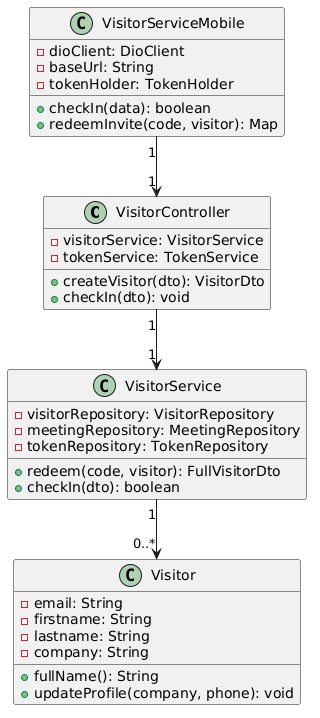 C VisitorServiceMobile
dioClient: DioClient
baseUrl: String
tokenHolder: TokenHolder
checkIn(data): boolean
redeemInvite(code, visitor): Map
1
1
C VisitorController
visitorService: VisitorService
tokenService: TokenService
createVisitor(dto): VisitorDto
checkIn(dto): void
1
1
C VisitorService
visitorRepository: VisitorRepository
meetingRepository: MeetingRepository
tokenRepository: TokenRepository
redeem(code, visitor): FullVisitorDto
checkIn(dto): boolean
1
0..*
C Visitor
email: String
firstname: String
lastname: String
company: String
fullName(): String
updateProfile(company, phone): void